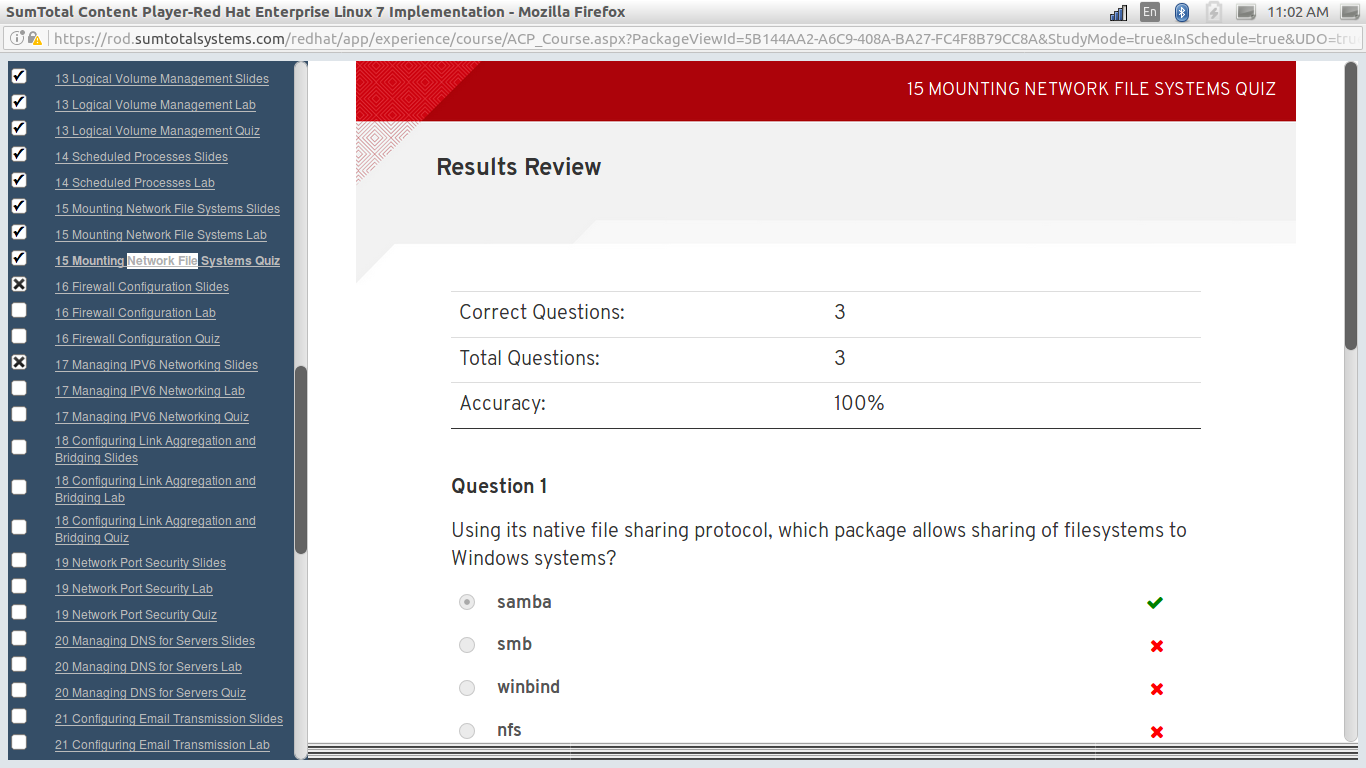 SumTotal Content Player-Red Hat Enterprise Linux 7 Implementation - Mozilla Firefox
En
11:02 AM
https://rod.sumtotalsystems.com/redhat/app/experience/course/ACP_Course.aspx?PackageViewId=5B144AA2-A6C9-408A-BA27-FC4F8B79CC8A&StudyMode=true&InSchedule=true&UDO=tru
13 Logical Volume Management Slides
13 Logical Volume Management Lab
13 Logical Volume Management Quiz
14 Scheduled Processes Slides
14 Scheduled Processes Lab
15 Mounting Network File Systems Slides
15 Mounting Network File Systems Lab
15 Mounting Network File Systems Quiz
16 Firewall Configuration Slides
16 Firewall Configuration Lab
16 Firewall Configuration Quiz
17 Managing IPV6 Networking Slides
17 Managing IPV6 Networking Lab
17 Managing IPV6 Networking Quiz
18 Configuring Link Aggregation and
Bridging Slides
18 Configuring Link Aggregation and
Bridging Lab
18 Configuring Link Aggregation and
Bridging Quiz
19 Network Port Security Slides
19 Network Port Security Lab
19 Network Port Security Quiz
20 Managing DNS for Servers Slides
20 Managing DNS for Servers Lab
20 Managing DNS for Servers Quiz
21 Configuring Email Transmission Slides
21 Configuring Email Transmission Lab
15 MOUNTING NETWORK FILE SYSTEMS QUIZ
Results Review
Correct Questions: 3
Total Questions: 3
Accuracy: 100%
Question 1
Using its native file sharing protocol, which package allows sharing of filesystems to
Windows systems?
samba
smb
winbind
nfs